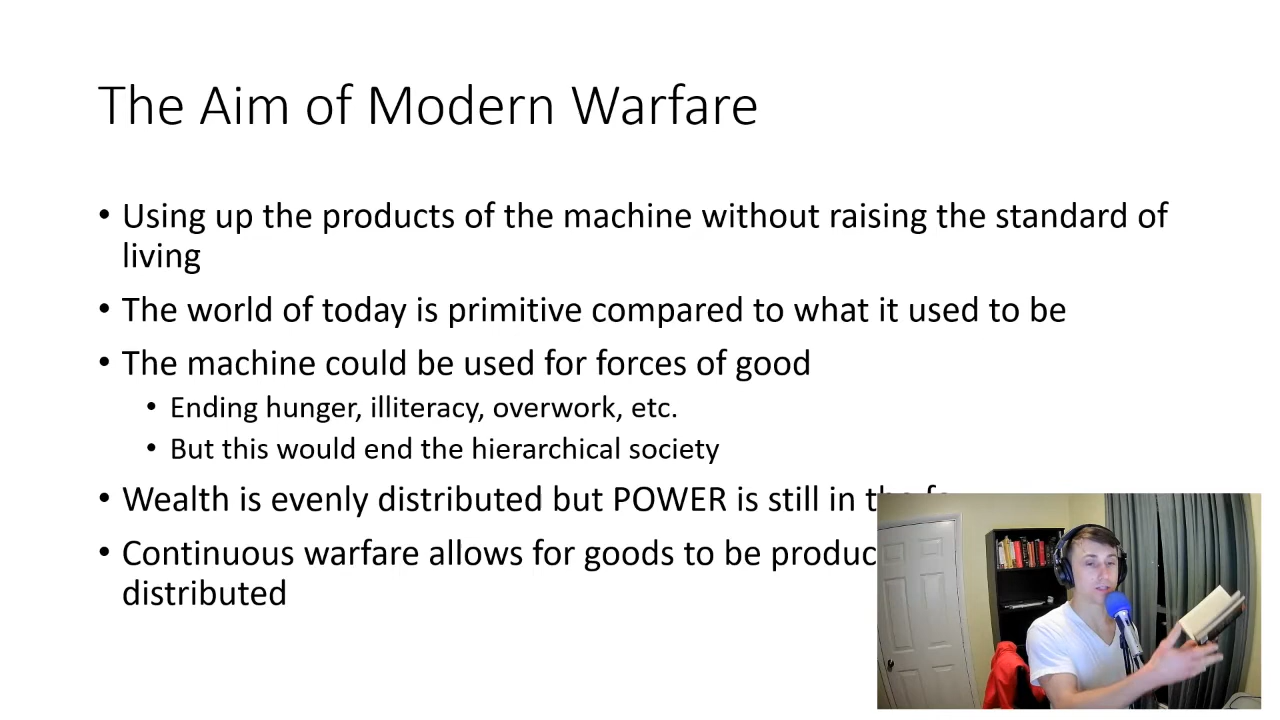 The Aim of Modern Warfare
• Using up the products of the machine without raising the standard of
living
• The world of today is primitive compared to what it used to be
• The machine could be used for forces of good
• Ending hunger, illiteracy, overwork, etc.
• But this would end the hierarchical society
• Wealth is evenly distributed but POWER is still in the
• Continuous warfare allows for goods to be produc
distributed